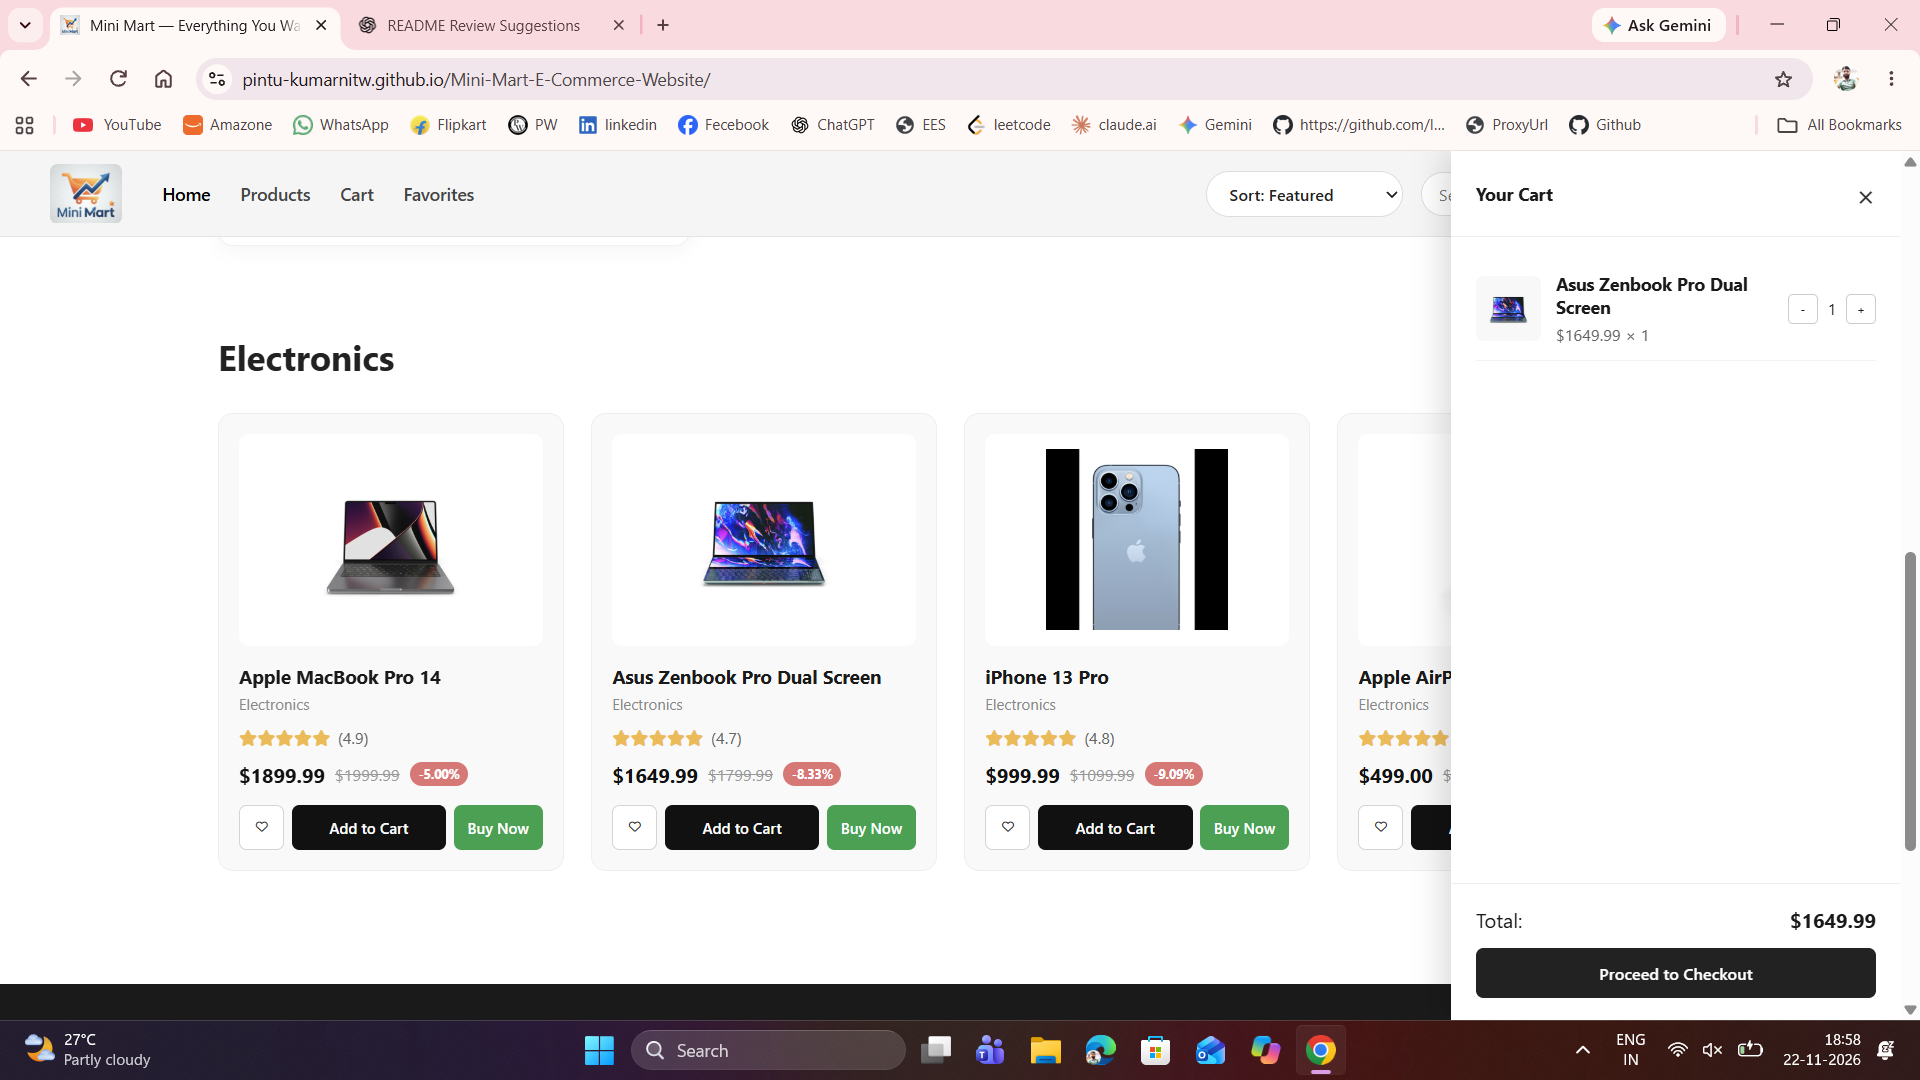 Mini Mart — Everything You Wa
README Review Suggestions
Ask Gemini
pintu-kumarnitw.github.io/Mini-Mart-E-Commerce-Website/
YouTube
Amazone
WhatsApp
Flipkart
PW
linkedin
Fecebook
ChatGPT
EES
leetcode
claude.ai
Gemini
https://github.com/l...
ProxyUrl
Github
All Bookmarks
Mini Mart
Home
Products
Cart
Favorites
Sort: Featured
Se
Your Cart
Asus Zenbook Pro Dual
Screen
$1649.99 × 1
- 1 +
Electronics
Apple MacBook Pro 14
Electronics
(4.9)
$1899.99 $1999.99 -5.00%
Add to Cart
Buy Now
Asus Zenbook Pro Dual Screen
Electronics
(4.7)
$1649.99 $1799.99 -8.33%
Add to Cart
Buy Now
iPhone 13 Pro
Electronics
(4.8)
$999.99 $1099.99 -9.09%
Add to Cart
Buy Now
Apple AirP
Electronics
$499.00 $
Total: $1649.99
Proceed to Checkout
27°C
Partly cloudy
Search
ENG
IN
18:58
22-11-2026